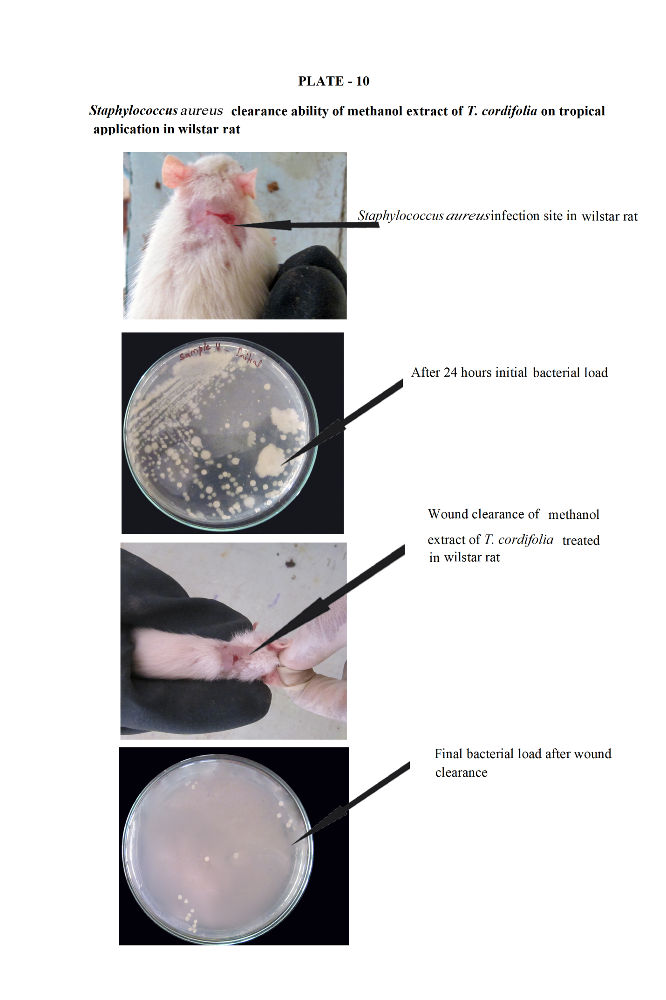 PLATE - 10
Staphylococcus aureus clearance ability of methanol extract of T. cordifolia on tropical
application in wilstar rat
Staphylococcus aureus infection site in wilstar rat
sample V - Initial
After 24 hours initial bacterial load
Wound clearance of methanol
extract of T. cordifolia treated
in wilstar rat
Final bacterial load after wound
clearance